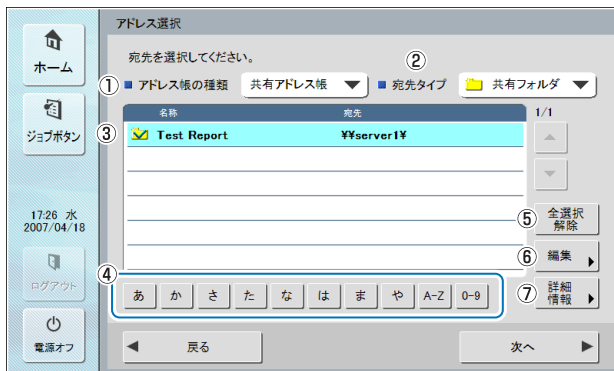 アドレス選択
ホーム
宛先を選択してください。
②
① ■ アドレス帳の種類 共有アドレス帳 ▼ ■ 宛先タイプ 共有フォルダ ▼
名称 宛先 1/1
ジョブボタン
③ Test Report ¥¥server1¥
17:26 水
2007/04/18
⑤ 全選択
解除
⑥ 編集
④
ログアウト
あ か さ た な は ま や A-Z 0-9
⑦ 詳細
情報
電源オフ
戻る 次へ